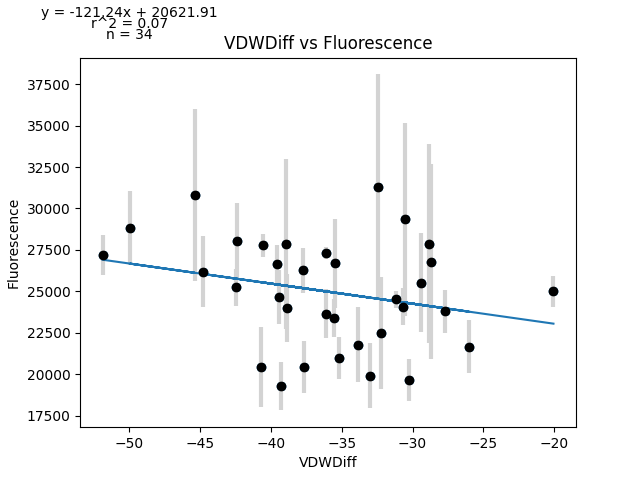 y = -121.24x + 20621.91
r^2 = 0.07
n = 34
VDWDiff vs Fluorescence
37500
35000
32500
30000
27500
25000
22500
20000
17500
Fluorescence
−50 −45 −40 −35 −30 −25 −20
VDWDiff